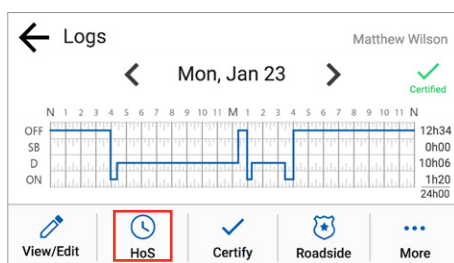 Logs
Matthew Wilson
Mon, Jan 23
Certified
N 1 2 3 4 5 6 7 8 9 10 11 M 1 2 3 4 5 6 7 8 9 10 11 N
OFF 12h34
SB 0h00
D 10h06
ON 1h20
24h00
View/Edit HoS Certify Roadside More